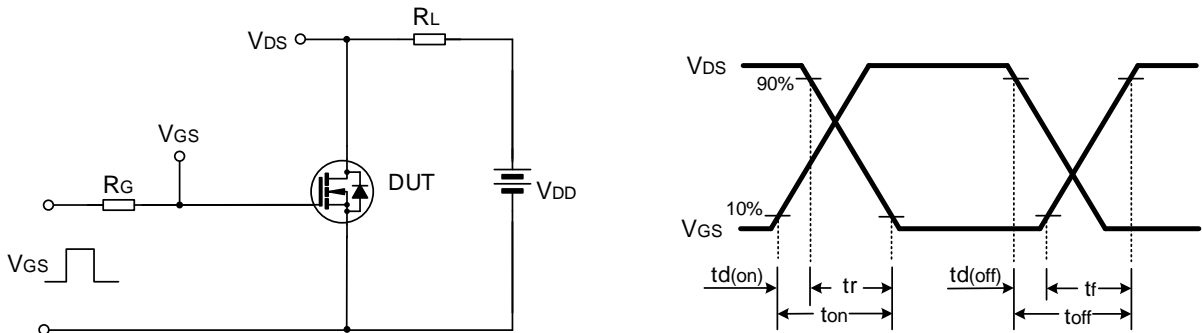 RL
VDS
VGS
RG
DUT
VDD
VGS
VDS
90%
10%
VGS
td(on)
tr
ton
td(off)
tf
toff